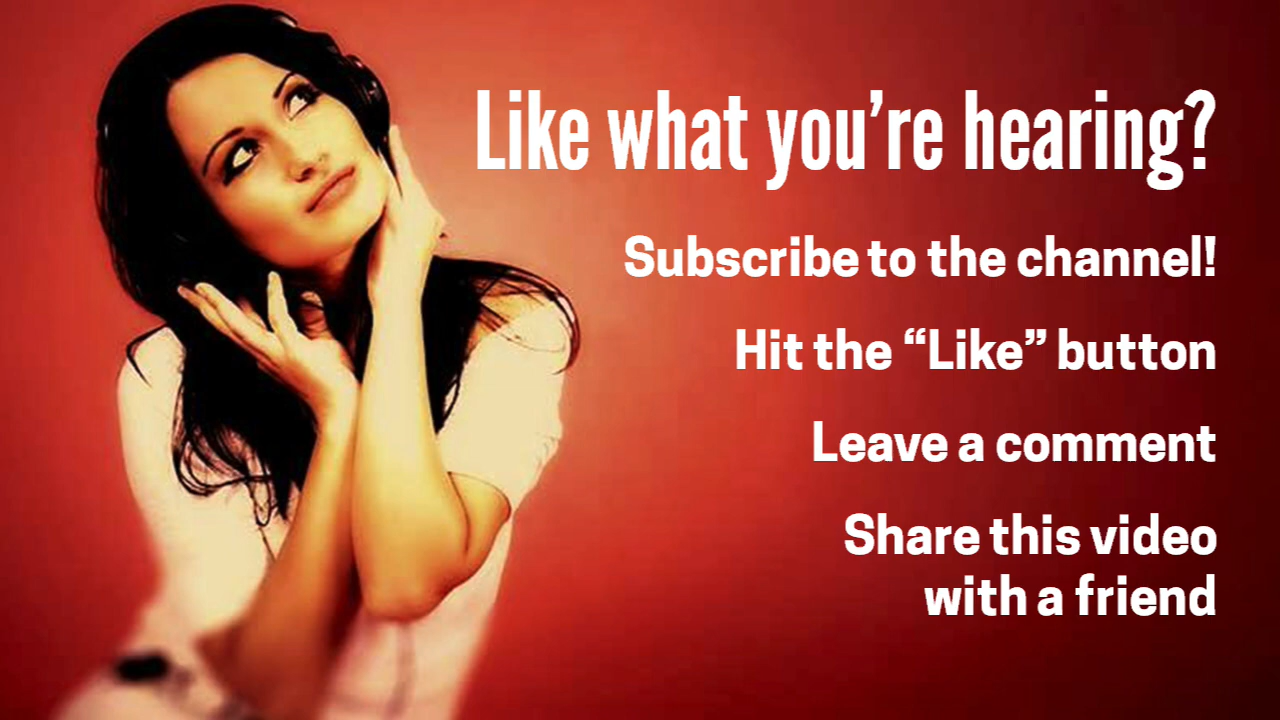 Like what you’re hearing?
Subscribe to the channel!
Hit the “Like” button
Leave a comment
Share this video
with a friend